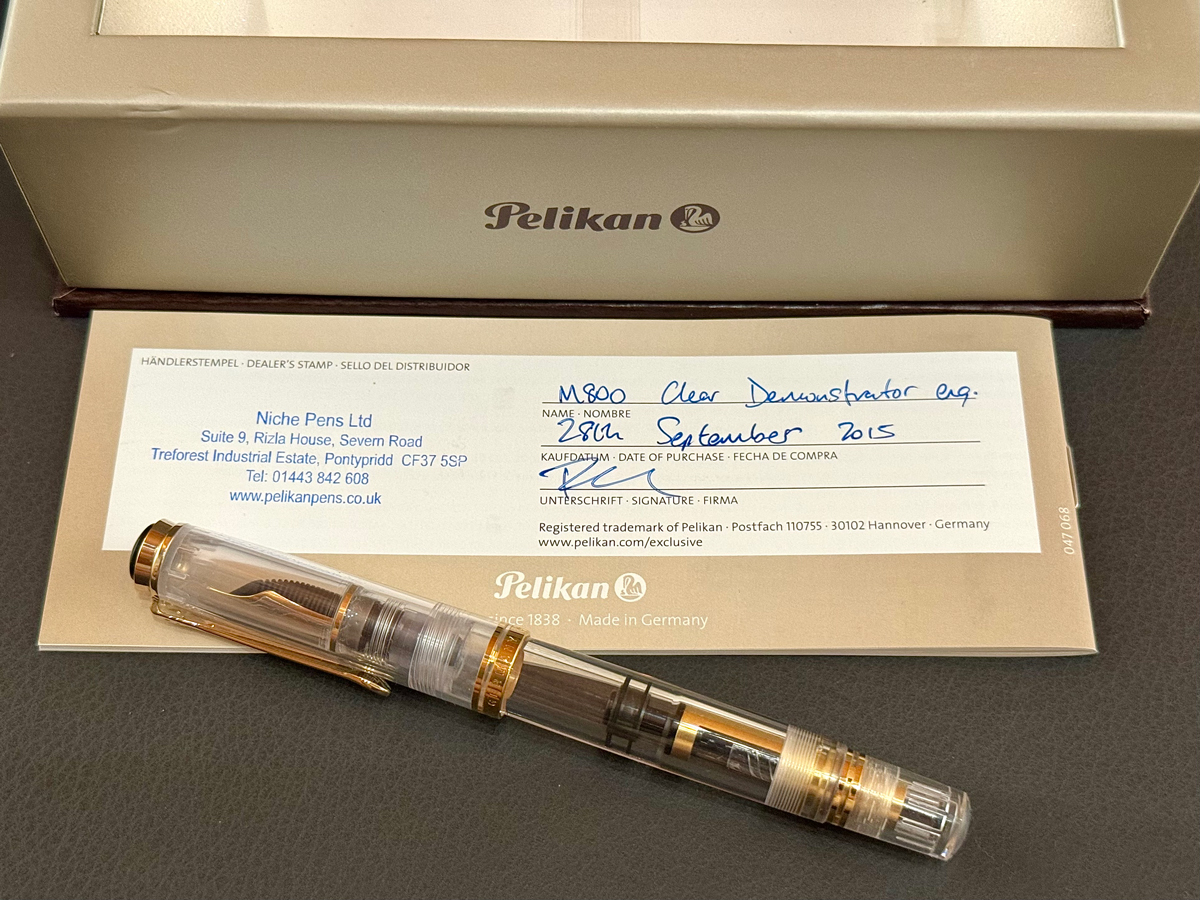 Pelikan
HÄNDLERSTEMPEL · DEALER'S STAMP · SELLO DEL DISTRIBUIDOR
Niche Pens Ltd
Suite 9, Rizla House, Severn Road
Treforest Industrial Estate, Pontypridd CF37 5SP
Tel: 01443 842 608
www.pelikanpens.co.uk
M800 Clear Demonstrator eng.
NAME · NOMBRE
28th September 2015
KAUFDATUM · DATE OF PURCHASE · FECHA DE COMPRA
UNTERSCHRIFT · SIGNATURE · FIRMA
Registered trademark of Pelikan · Postfach 110755 · 30102 Hannover · Germany
www.pelikan.com/exclusive
047 068
Pelikan
since 1838 · Made in Germany